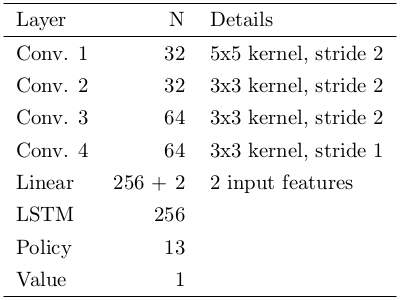 Layer N Details
Conv. 1 32 5x5 kernel, stride 2
Conv. 2 32 3x3 kernel, stride 2
Conv. 3 64 3x3 kernel, stride 2
Conv. 4 64 3x3 kernel, stride 1
Linear 256 + 2 2 input features
LSTM 256
Policy 13
Value 1